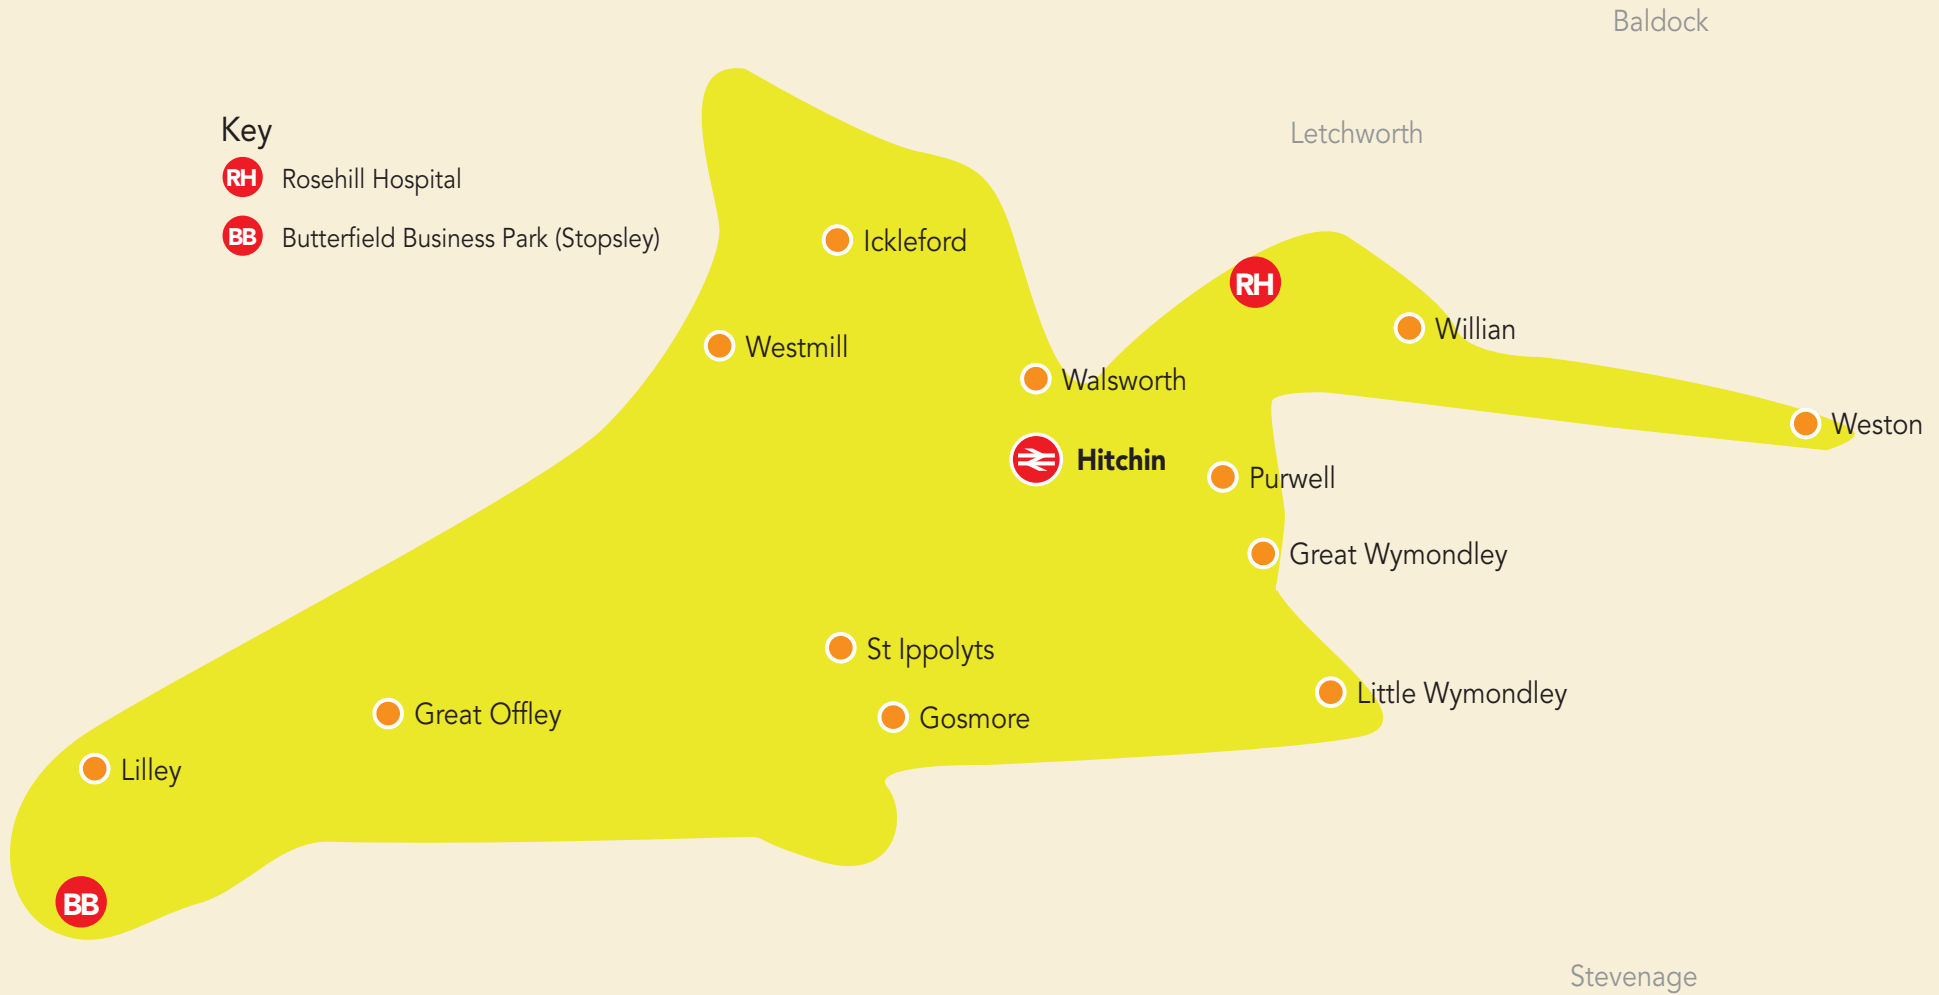 Baldock
Key
Letchworth
RH Rosehill Hospital
BB Butterfield Business Park (Stopsley)
Ickleford
RH
Willian
Westmill
Walsworth
Weston
Hitchin
Purwell
Great Wymondley
St Ippolyts
Little Wymondley
Great Offley
Gosmore
Lilley
BB
Stevenage